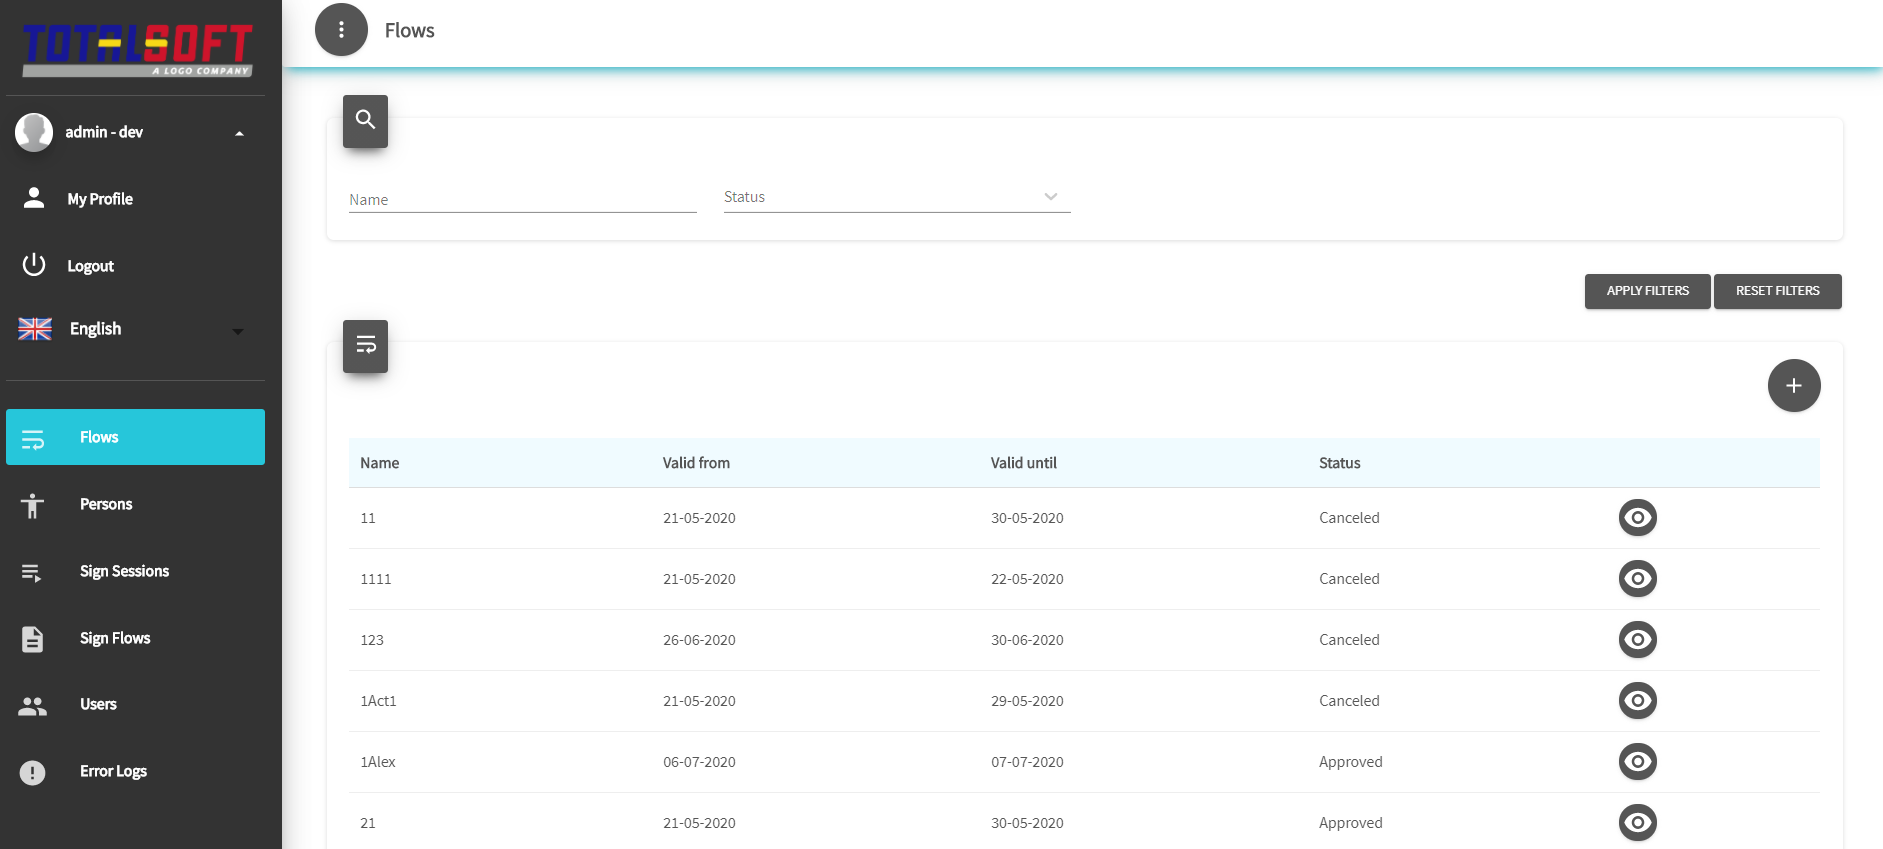 TOTALSOFT
A LOGO COMPANY
admin - dev
My Profile
Logout
English
Flows
Persons
Sign Sessions
Sign Flows
Users
Error Logs
Flows
Name Status
APPLY FILTERS RESET FILTERS
Name Valid from Valid until Status
11 21-05-2020 30-05-2020 Canceled
1111 21-05-2020 22-05-2020 Canceled
123 26-06-2020 30-06-2020 Canceled
1Act1 21-05-2020 29-05-2020 Canceled
1Alex 06-07-2020 07-07-2020 Approved
21 21-05-2020 30-05-2020 Approved